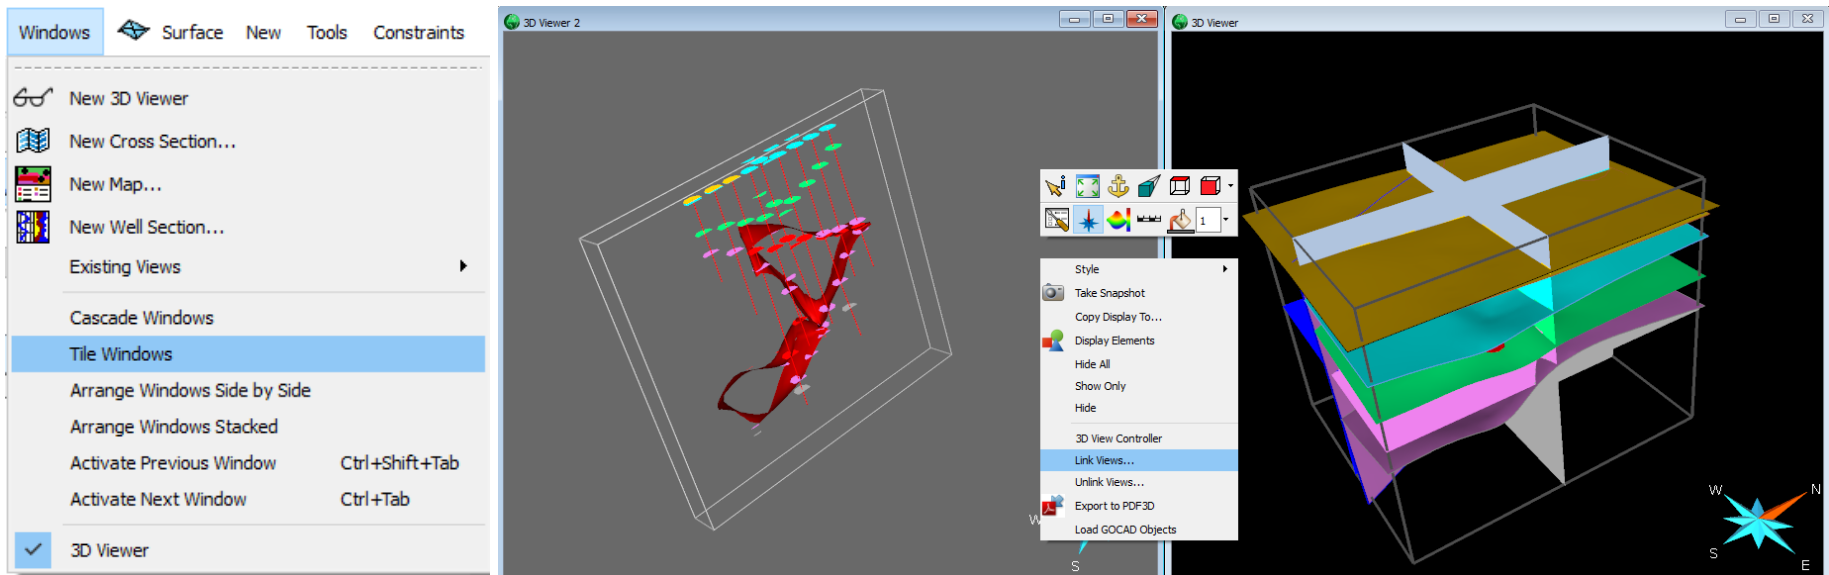 Windows Surface New Tools Constraints
New 3D Viewer
New Cross Section...
New Map...
New Well Section...
Existing Views
Cascade Windows
Tile Windows
Arrange Windows Side by Side
Arrange Windows Stacked
Activate Previous Window Ctrl+Shift+Tab
Activate Next Window Ctrl+Tab
3D Viewer
3D Viewer 2
W
S
1
Style
Take Snapshot
Copy Display To...
Display Elements
Hide All
Show Only
Hide
3D View Controller
Link Views...
Unlink Views...
Export to PDF3D
Load GOCAD Objects
3D Viewer
W N
S E